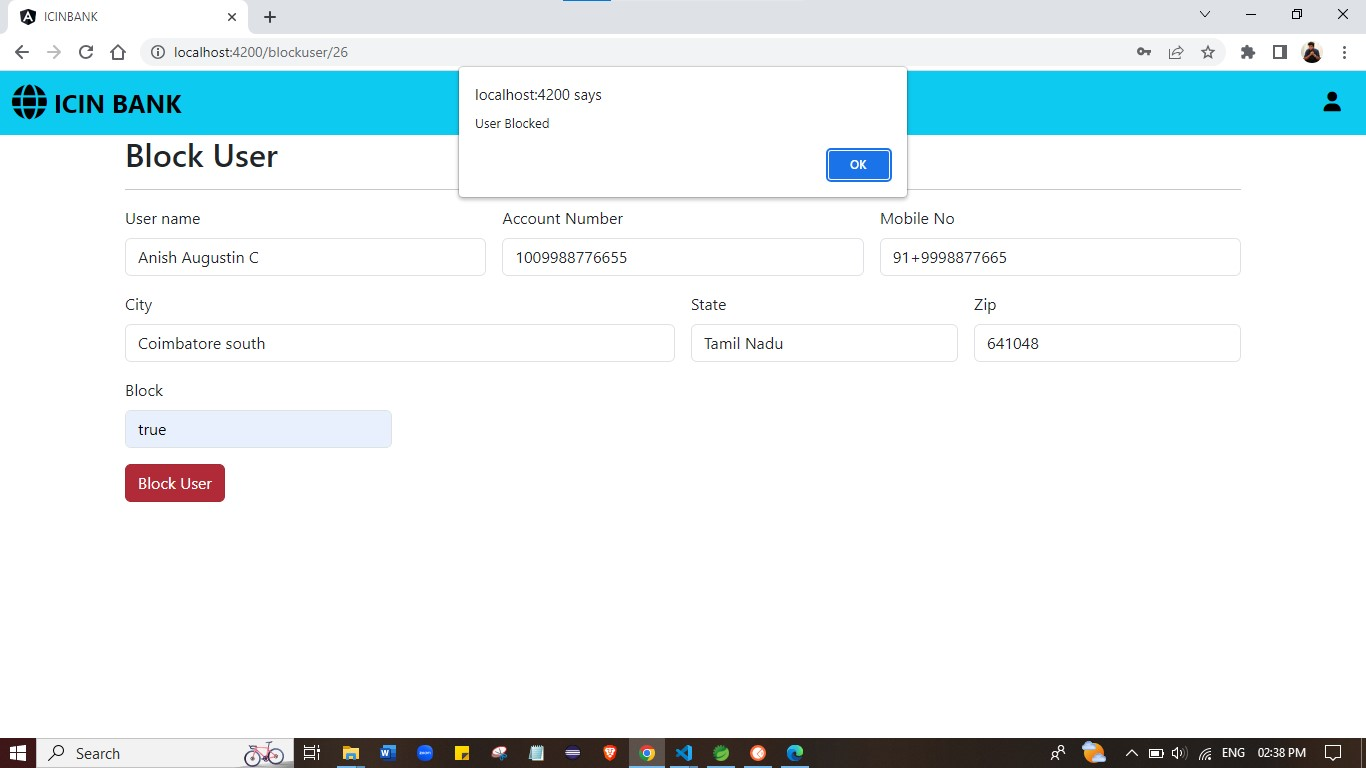 ICINBANK
localhost:4200/blockuser/26
ICIN BANK
localhost:4200 says
User Blocked
OK
Block User
User name
Account Number
Mobile No
Anish Augustin C
1009988776655
91+9998877665
City
State
Zip
Coimbatore south
Tamil Nadu
641048
Block
true
Block User
Search
ENG
02:38 PM